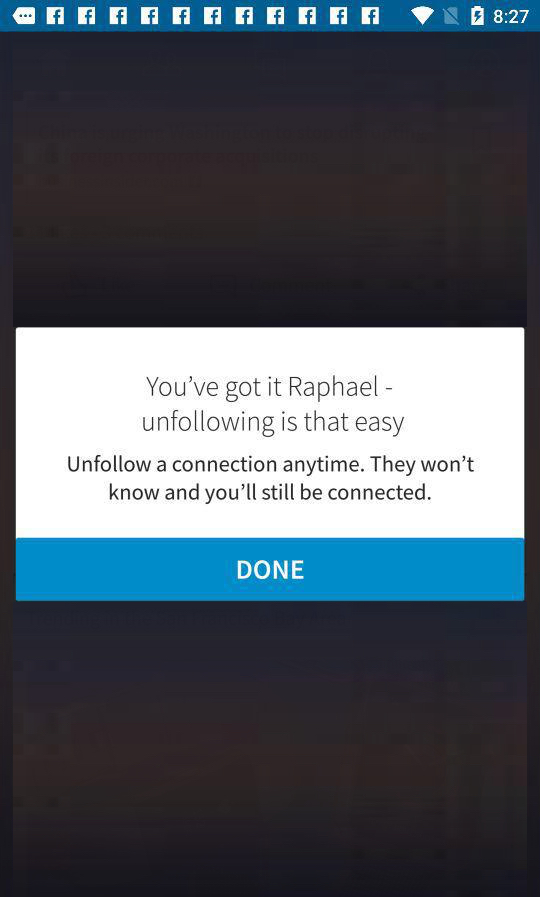 8:27
You've got it Raphael -
unfollowing is that easy
Unfollow a connection anytime. They won't
know and you'll still be connected.
DONE